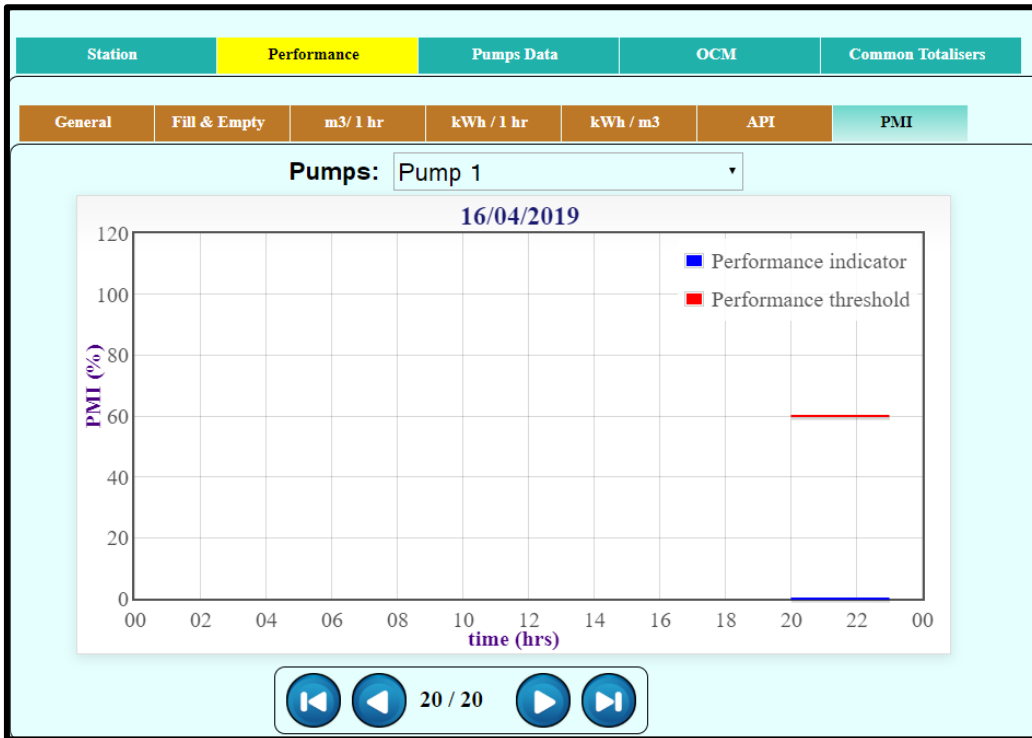 Station Performance Pumps Data OCM Common Totalisers
General Fill & Empty m3/ 1 hr kWh / 1 hr kWh / m3 API PMI
Pumps: Pump 1
16/04/2019
Performance indicator
Performance threshold
PMI (%)
120
100
80
60
40
20
0
00 02 04 06 08 10 12 14 16 18 20 22 00
time (hrs)
20 / 20